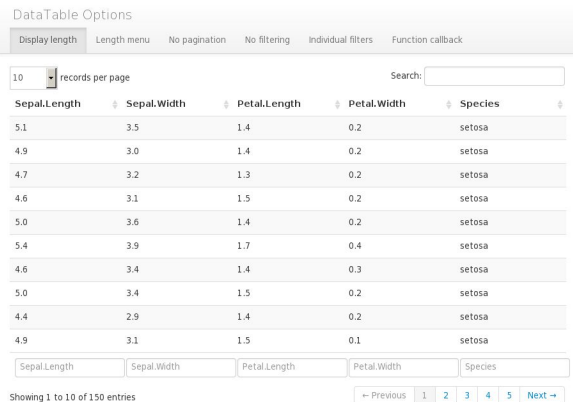 DataTable Options
Display length Length menu No pagination No filtering Individual filters Function callback
10 records per page Search:
Sepal.Length Sepal.Width Petal.Length Petal.Width Species
5.1 3.5 1.4 0.2 setosa
4.9 3.0 1.4 0.2 setosa
4.7 3.2 1.3 0.2 setosa
4.6 3.1 1.5 0.2 setosa
5.0 3.6 1.4 0.2 setosa
5.4 3.9 1.7 0.4 setosa
4.6 3.4 1.4 0.3 setosa
5.0 3.4 1.5 0.2 setosa
4.4 2.9 1.4 0.2 setosa
4.9 3.1 1.5 0.1 setosa
Sepal.Length Sepal.Width Petal.Length Petal.Width Species
Showing 1 to 10 of 150 entries ← Previous 1 2 3 4 5 Next →